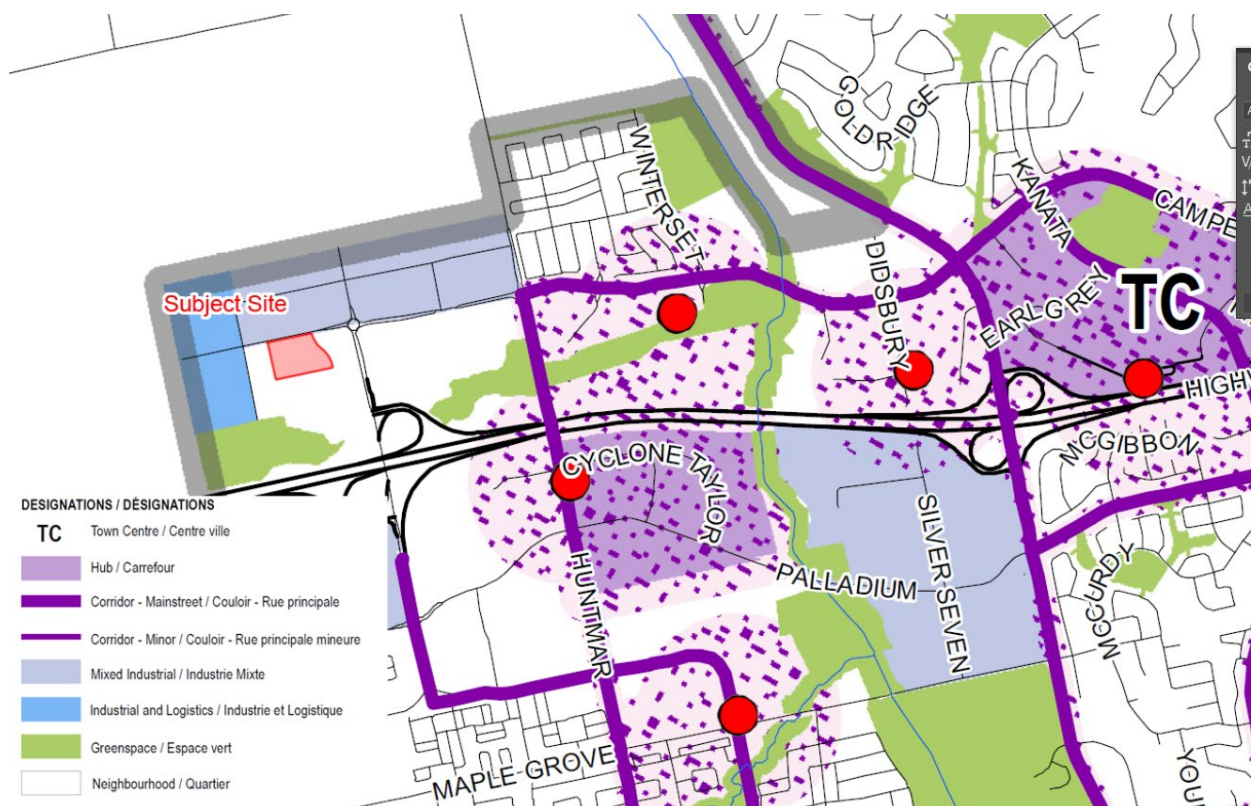 GOLDRIDGE
WINTERSET
KANATA
CAMPE
DIDSBURY
EARL GREY
TC
Subject Site
HIGHW
MCGIBBON
CYCLONE TAYLOR
SILVER SEVEN
PALLADIUM
MCCURDY
HUNTMAR
MAPLE GROVE
YOU
DESIGNATIONS / DÉSIGNATIONS
TC Town Centre / Centre ville
Hub / Carrefour
Corridor - Mainstreet / Couloir - Rue principale
Corridor - Minor / Couloir - Rue principale mineure
Mixed Industrial / Industrie Mixte
Industrial and Logistics / Industrie et Logistique
Greenspace / Espace vert
Neighbourhood / Quartier